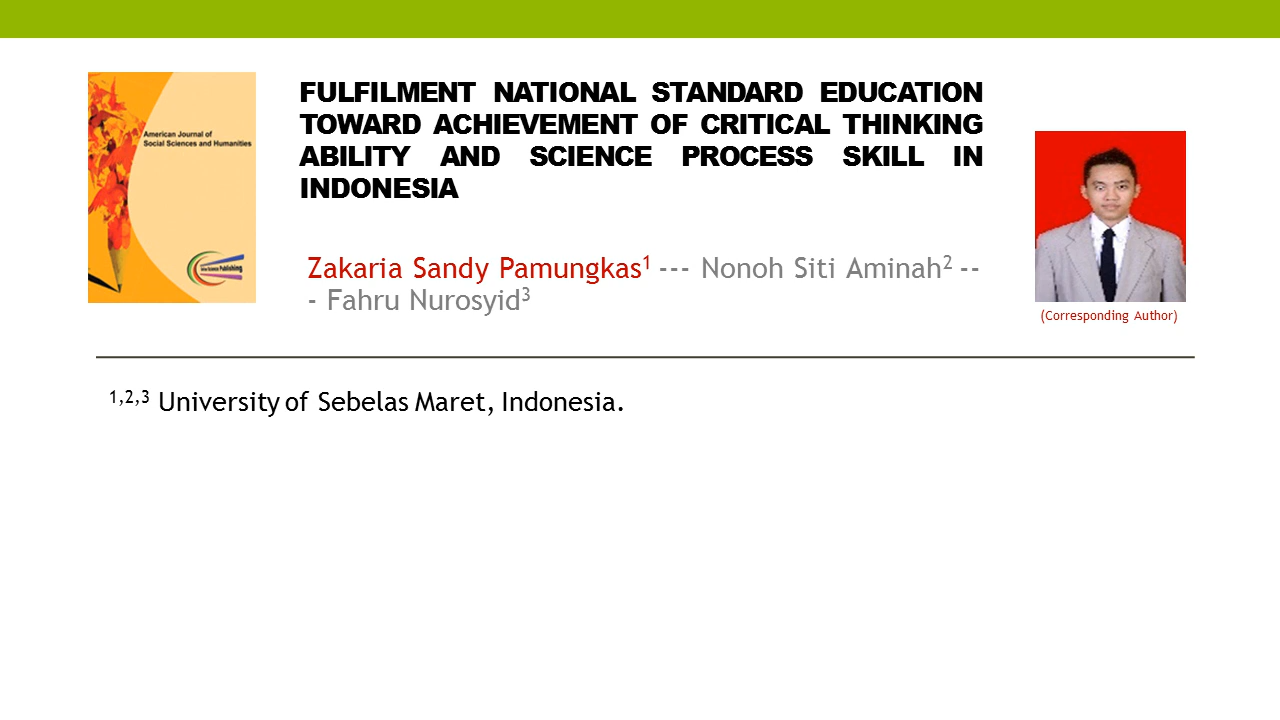 American Journal of
Social Sciences and Humanities
FULFILMENT NATIONAL STANDARD EDUCATION
TOWARD ACHIEVEMENT OF CRITICAL THINKING
ABILITY AND SCIENCE PROCESS SKILL IN
INDONESIA
Zakaria Sandy Pamungkas1 --- Nonoh Siti Aminah2 --
- Fahru Nurosyid3
(Corresponding Author)
1,2,3 University of Sebelas Maret, Indonesia.